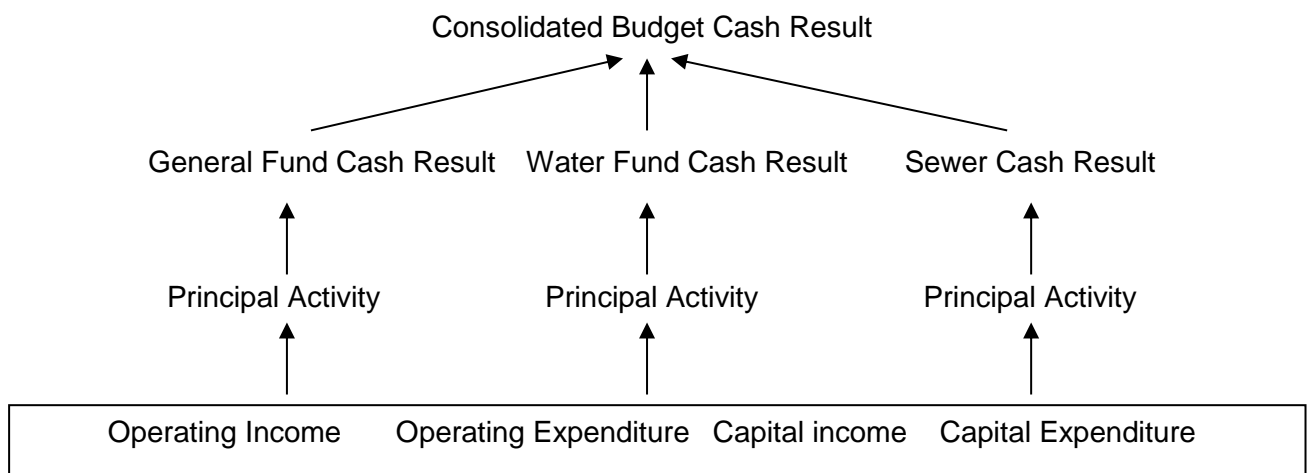 Consolidated Budget Cash Result
General Fund Cash Result Water Fund Cash Result Sewer Cash Result
Principal Activity Principal Activity Principal Activity
Operating Income Operating Expenditure Capital income Capital Expenditure